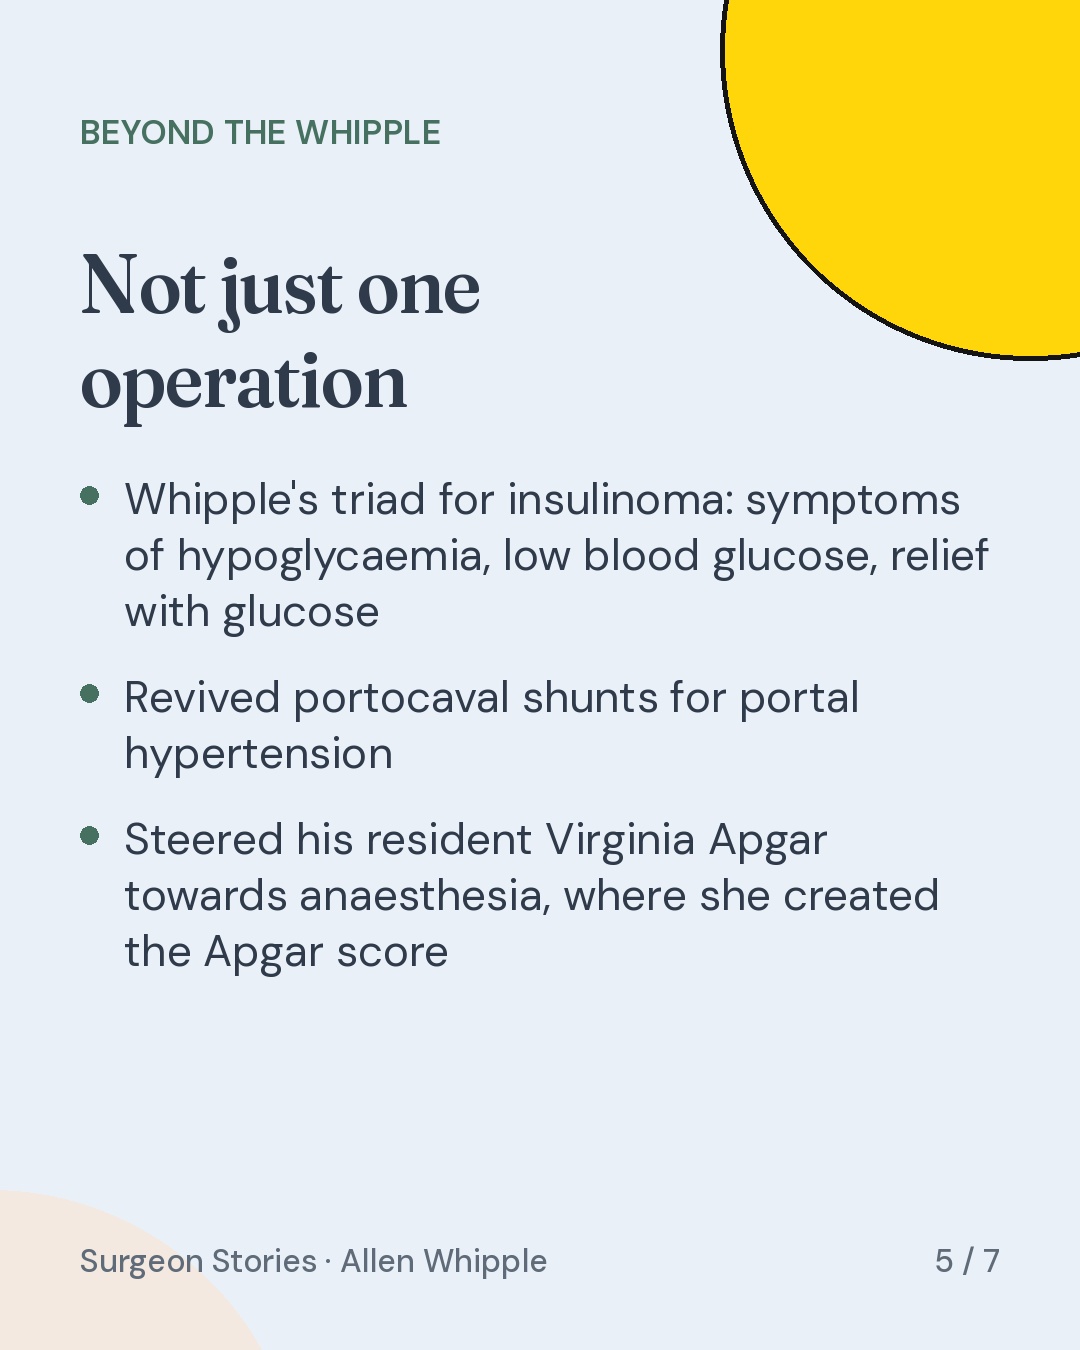 BEYOND THE WHIPPLE
Not just one
operation
Whipple's triad for insulinoma: symptoms
of hypoglycaemia, low blood glucose, relief
with glucose
Revived portocaval shunts for portal
hypertension
Steered his resident Virginia Apgar
towards anaesthesia, where she created
the Apgar score
Surgeon Stories · Allen Whipple
5 / 7